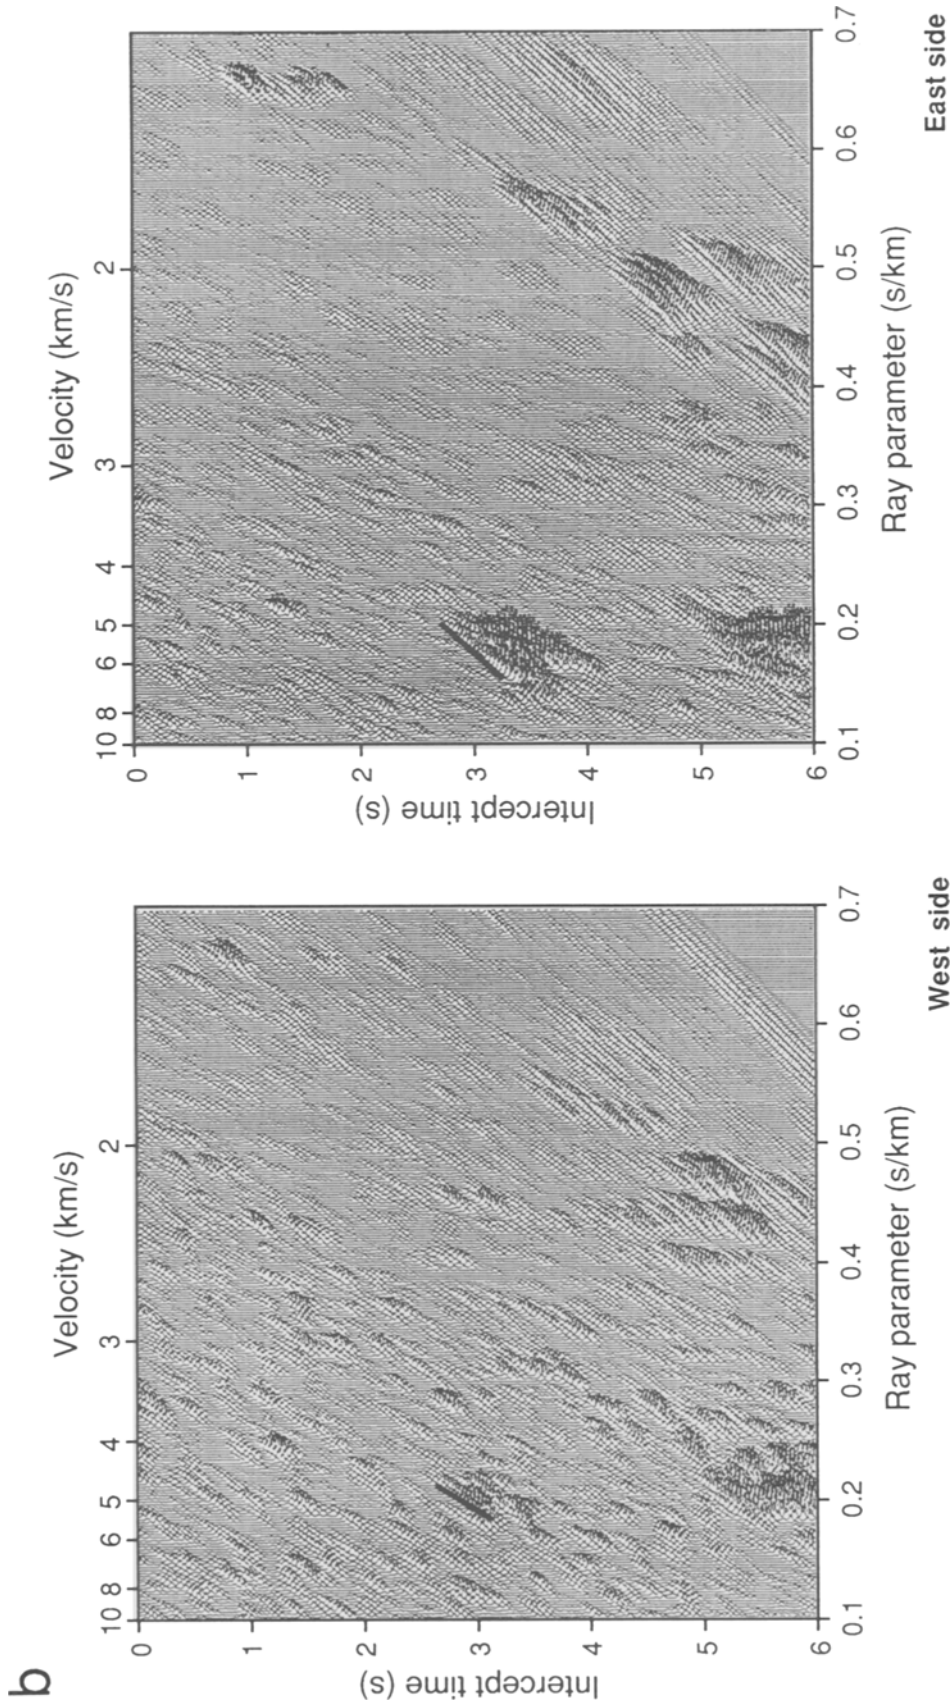 b
Velocity (km/s)
10 8 6 5 4 3 2
Intercept time (s)
0
1
2
3
4
5
6
0.1 0.2 0.3 0.4 0.5 0.6 0.7
Ray parameter (s/km)
West side
Velocity (km/s)
10 8 6 5 4 3 2
Intercept time (s)
0
1
2
3
4
5
6
0.1 0.2 0.3 0.4 0.5 0.6 0.7
Ray parameter (s/km)
East side